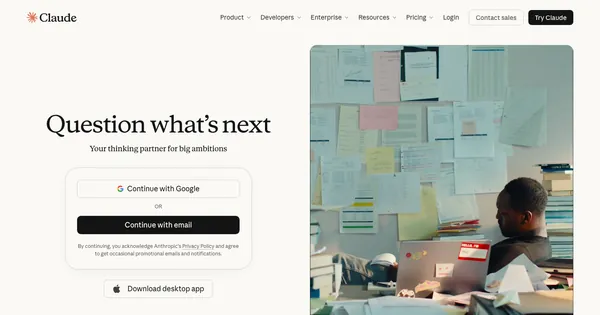 Claude
Product
Developers
Enterprise
Resources
Pricing
Login
Contact sales
Try Claude
Question what's next
Your thinking partner for big ambitions
Continue with Google
OR
Continue with email
By continuing, you acknowledge Anthropic's Privacy Policy and agree
to get occasional promotional emails and notifications.
Download desktop app